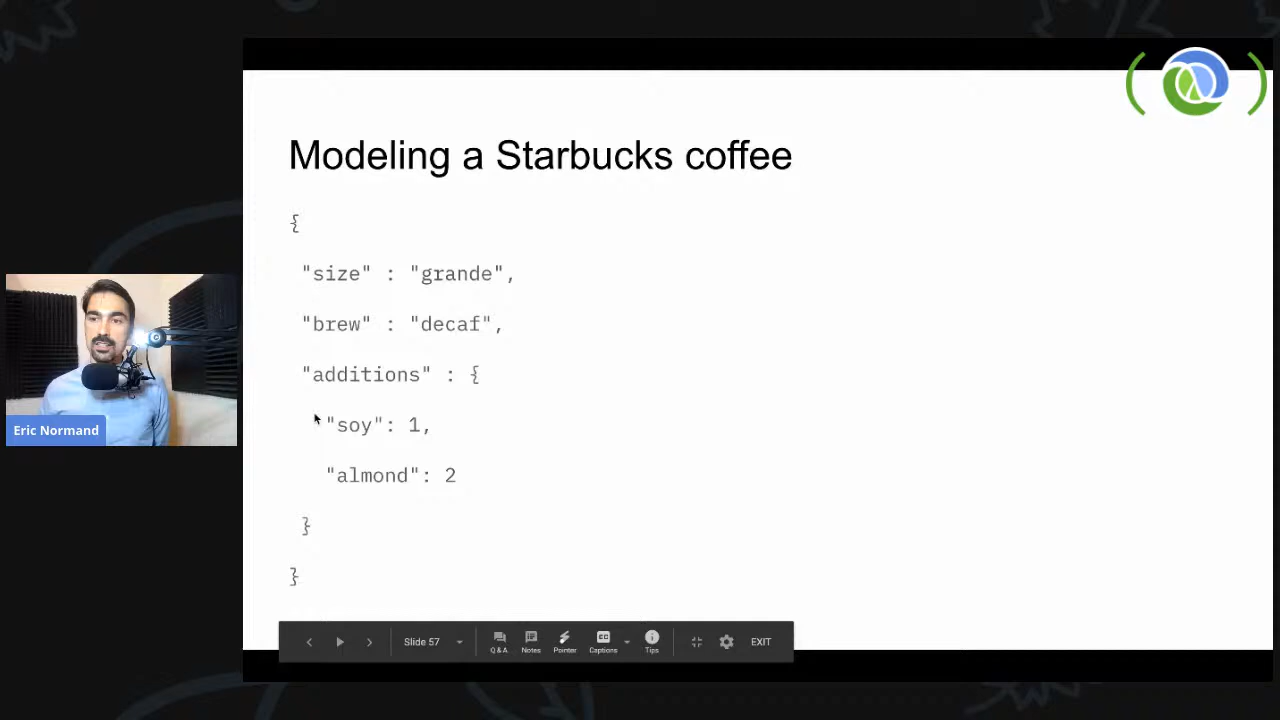 Modeling a Starbucks coffee
{
"size" : "grande",
"brew" : "decaf",
"additions" : {
"soy": 1,
"almond": 2
}
}
Eric Normand
Slide 57
Q & A
Notes
Pointer
CC
Captions
Tips
EXIT